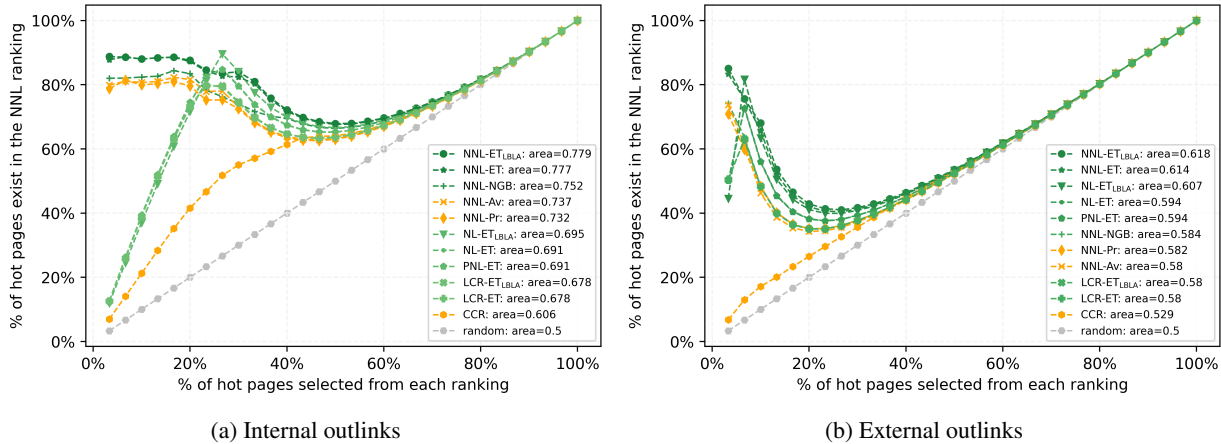 100%
80%
60%
40%
20%
0%
% of hot pages exist in the NNL ranking
NNL-ET_LBLA: area=0.779
NNL-ET: area=0.777
NNL-NGB: area=0.752
NNL-Av: area=0.737
NNL-Pr: area=0.732
NL-ET_LBLA: area=0.695
NL-ET: area=0.691
PNL-ET: area=0.691
LCR-ET_LBLA: area=0.678
LCR-ET: area=0.678
CCR: area=0.606
random: area=0.5
0% 20% 40% 60% 80% 100%
% of hot pages selected from each ranking
(a) Internal outlinks
100%
80%
60%
40%
20%
0%
% of hot pages exist in the NNL ranking
NNL-ET_LBLA: area=0.618
NNL-ET: area=0.614
NL-ET_LBLA: area=0.607
NL-ET: area=0.594
PNL-ET: area=0.594
NNL-NGB: area=0.584
NNL-Pr: area=0.582
NNL-Av: area=0.58
LCR-ET_LBLA: area=0.58
LCR-ET: area=0.58
CCR: area=0.529
random: area=0.5
0% 20% 40% 60% 80% 100%
% of hot pages selected from each ranking
(b) External outlinks